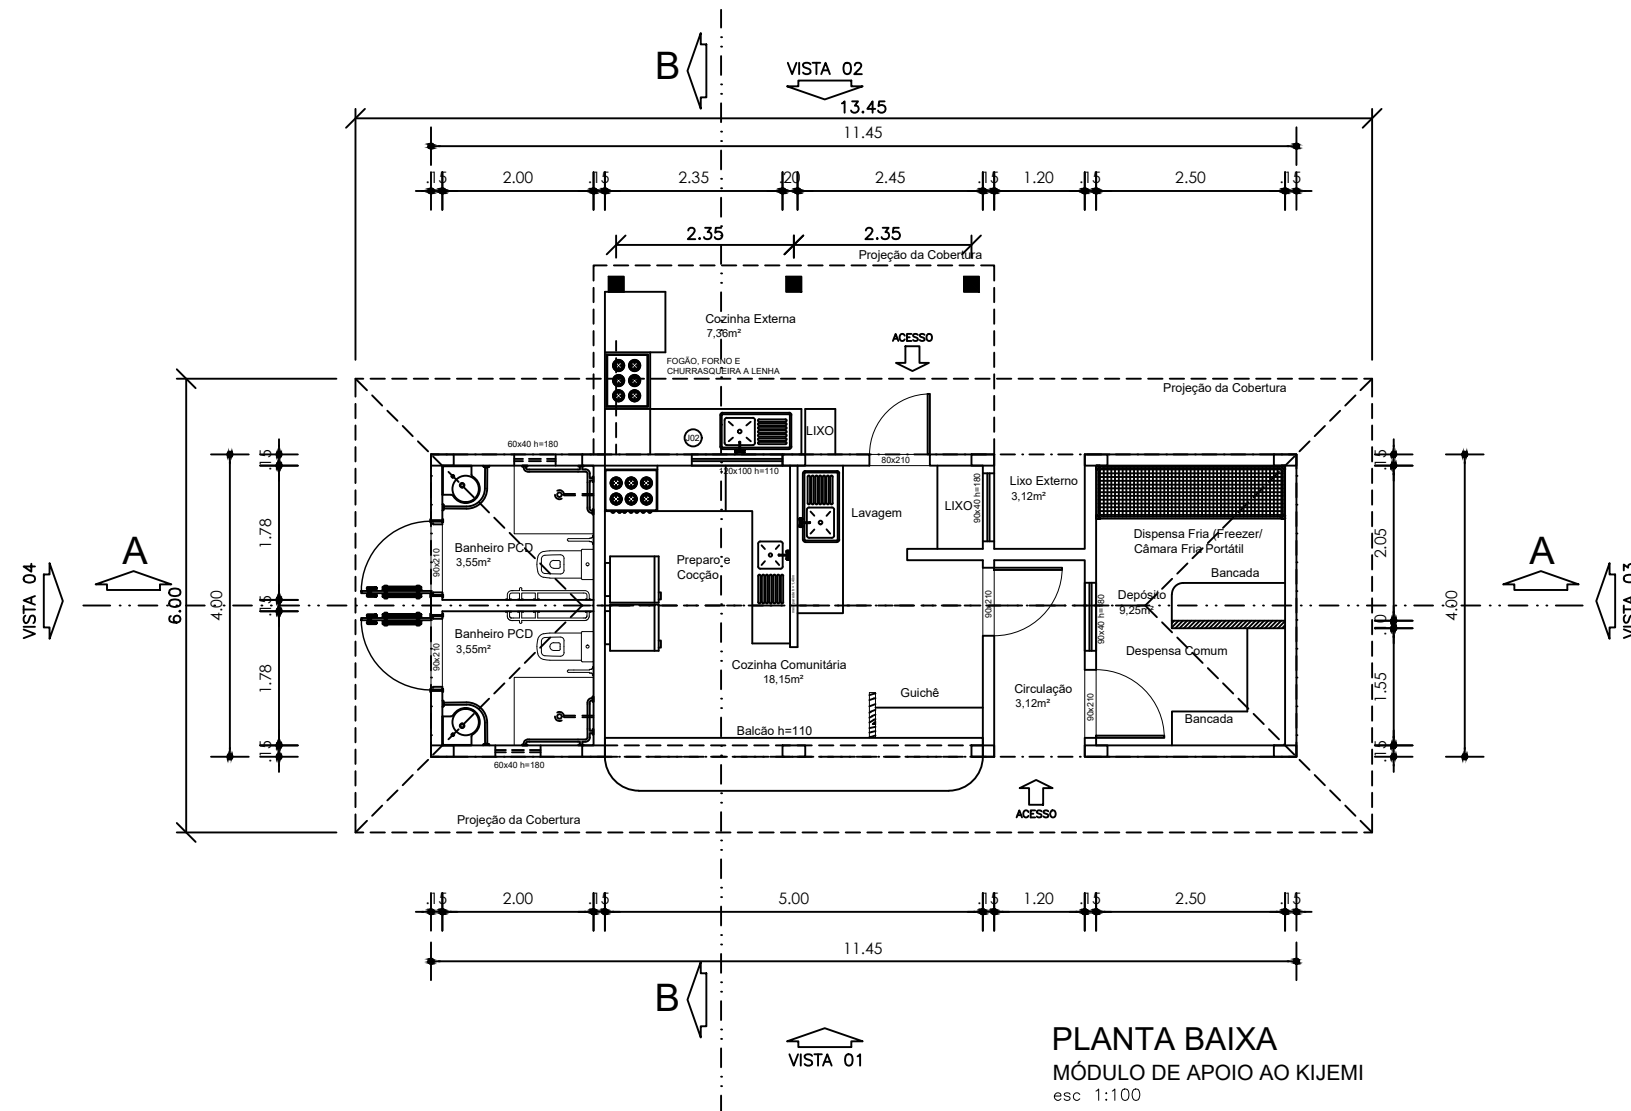 B
VISTA 02
13.45
11.45
.15
2.00
.15
2.35
.20
2.45
.15
1.20
.15
2.50
.15
2.35
2.35
Projeção da Cobertura
Cozinha Externa
7,36m²
ACESSO
FOGÃO, FORNO E
CHURRASQUEIRA A LENHA
Projeção da Cobertura
J02
LIXO
60x40 h=180
80x210
120x100 h=110
.15
.15
Lixo Externo
3,12m²
LIXO
90x40 h=180
Lavagem
1.78
2.05
Dispensa Fria (Freezer/
Câmara Fria Portátil
Banheiro PCD
3,55m²
90x210
Preparo e
Cocção
Bancada
A
A
VISTA 04
VISTA 03
6.00
4.00
.15
90x210
90x40 h=180
Depósito
9,25m²
.10
4.00
Banheiro PCD
3,55m²
90x210
Despensa Comum
Cozinha Comunitária
18,15m²
1.78
1.55
Guichê
Circulação
3,12m²
90x210
Bancada
Balcão h=110
.15
.15
60x40 h=180
ACESSO
Projeção da Cobertura
.15
2.00
.15
5.00
.15
1.20
.15
2.50
.15
11.45
B
VISTA 01
PLANTA BAIXA
MÓDULO DE APOIO AO KIJEMI
esc 1:100